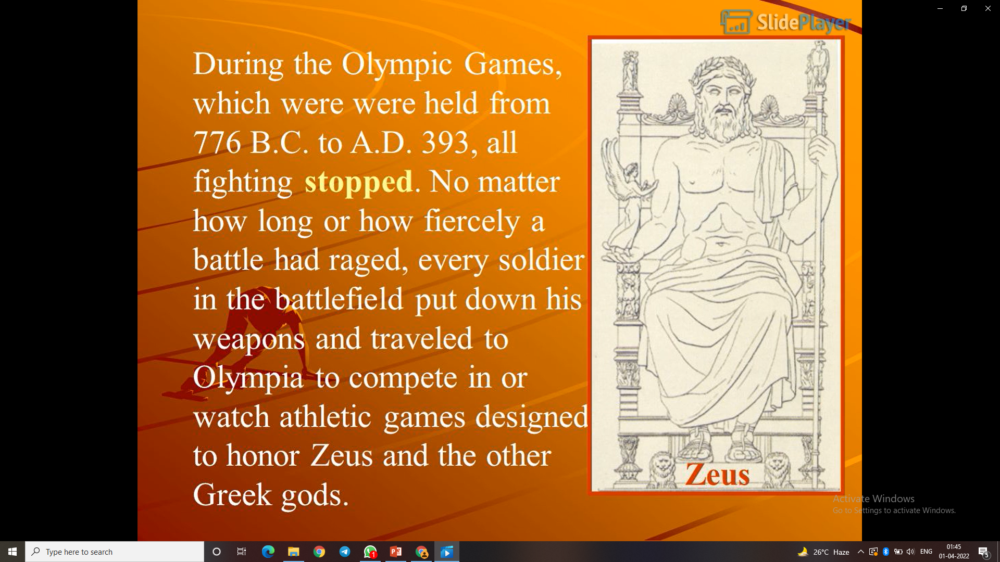 SlidePlayer
During the Olympic Games,
which were were held from
776 B.C. to A.D. 393, all
fighting stopped. No matter
how long or how fiercely a
battle had raged, every soldier
in the battlefield put down his
weapons and traveled to
Olympia to compete in or
watch athletic games designed
to honor Zeus and the other
Greek gods.
Zeus
Activate Windows
Go to Settings to activate Windows.
Type here to search
1
26°C Haze
ENG
01:45
01-04-2022
5